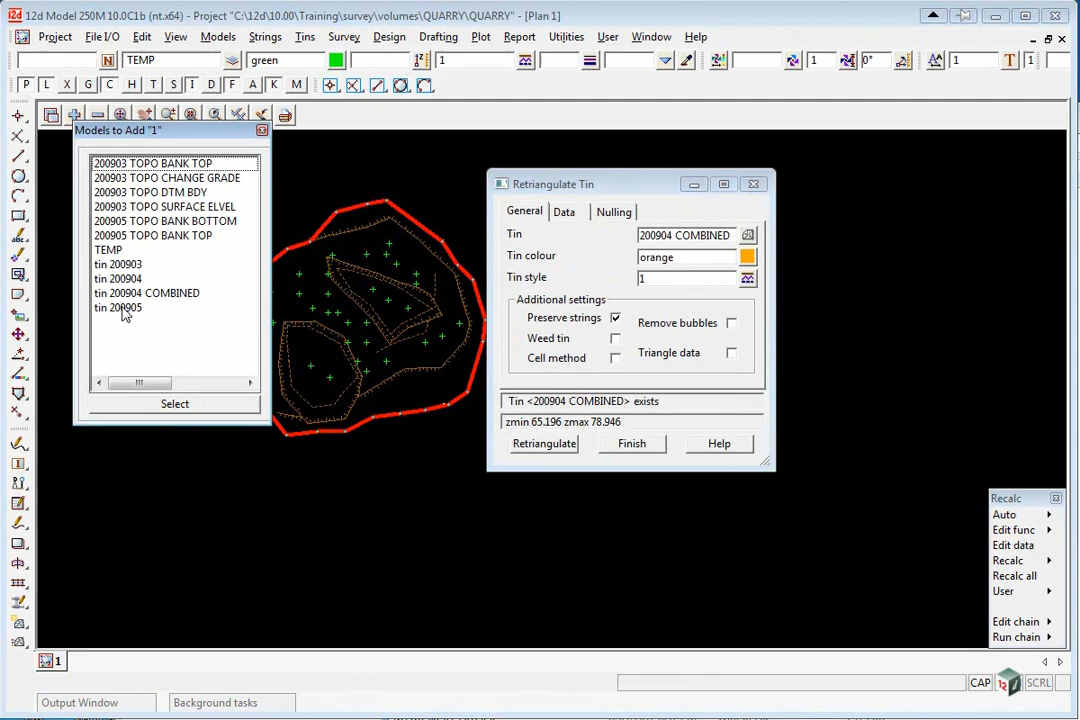 12d Model 250M 10.0C1b (nt.x64) - Project "C:\12d\10.00\Training\survey\volumes\QUARRY\QUARRY" - [Plan 1]
Project File I/O Edit View Models Strings Tins Survey Design Drafting Plot Report Utilities User Window Help
N TEMP green 1 1 0° 1 T 1
P L X G C H T S I D F A K M
Models to Add "1"
200903 TOPO BANK TOP
200903 TOPO CHANGE GRADE
200903 TOPO DTM BDY
200903 TOPO SURFACE ELVEL
200905 TOPO BANK BOTTOM
200905 TOPO BANK TOP
TEMP
tin 200903
tin 200904
tin 200904 COMBINED
tin 200905
Select
Retriangulate Tin
General Data Nulling
Tin 200904 COMBINED
Tin colour orange
Tin style 1
Additional settings
Preserve strings Remove bubbles
Weed tin
Cell method Triangle data
Tin <200904 COMBINED> exists
zmin 65.196 zmax 78.946
Retriangulate Finish Help
Recalc
Auto
Edit func
Edit data
Recalc
Recalc all
User
Edit chain
Run chain
1
CAP 12 SCRL
Output Window Background tasks